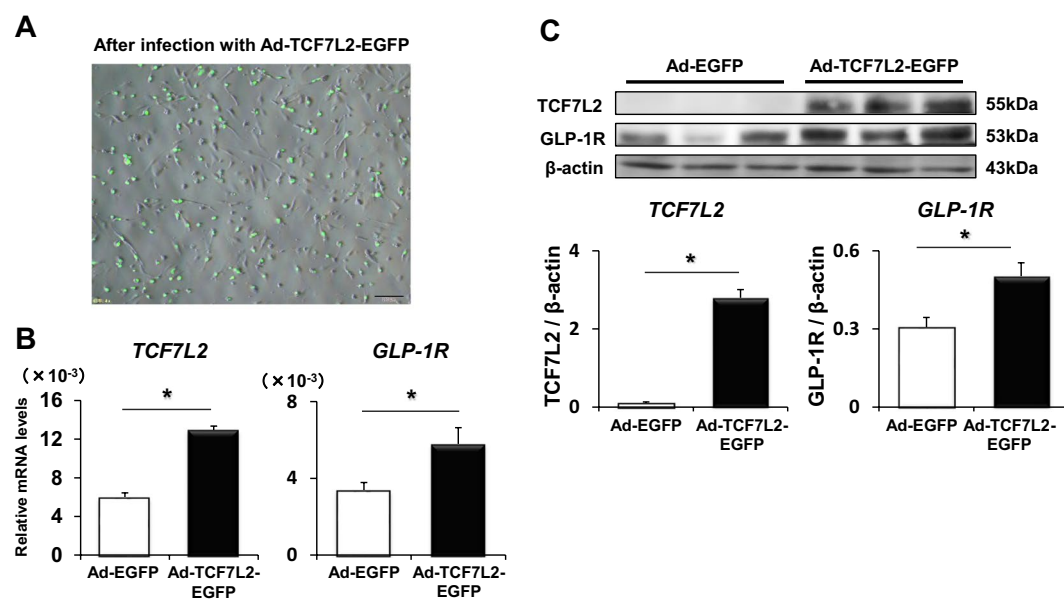 A
After infection with Ad-TCF7L2-EGFP
B
TCF7L2
GLP-1R
(×10-3)
(×10-3)
Relative mRNA levels
16
12
8
4
0
8
4
0
Ad-EGFP
Ad-TCF7L2-
EGFP
Ad-EGFP
Ad-TCF7L2-
EGFP
*
*
C
Ad-EGFP
Ad-TCF7L2-EGFP
TCF7L2
55kDa
GLP-1R
53kDa
β-actin
43kDa
TCF7L2
GLP-1R
TCF7L2 / β-actin
4
2
0
*
Ad-EGFP
Ad-TCF7L2-
EGFP
GLP-1R / β-actin
0.6
0.3
0
*
Ad-EGFP
Ad-TCF7L2-
EGFP